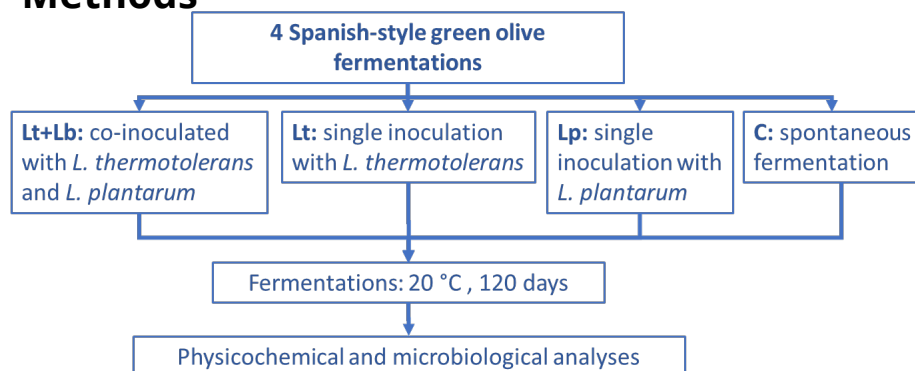 Methods
4 Spanish-style green olive
fermentations
Lt+Lb: co-inoculated
with L. thermotolerans
and L. plantarum
Lt: single inoculation
with L. thermotolerans
Lp: single
inoculation with
L. plantarum
C: spontaneous
fermentation
Fermentations: 20 °C , 120 days
Physicochemical and microbiological analyses